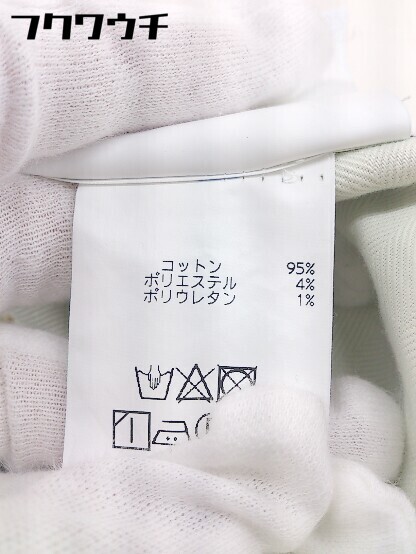 フクワウチ
コットン 95%
ポリエステル 4%
ポリウレタン 1%